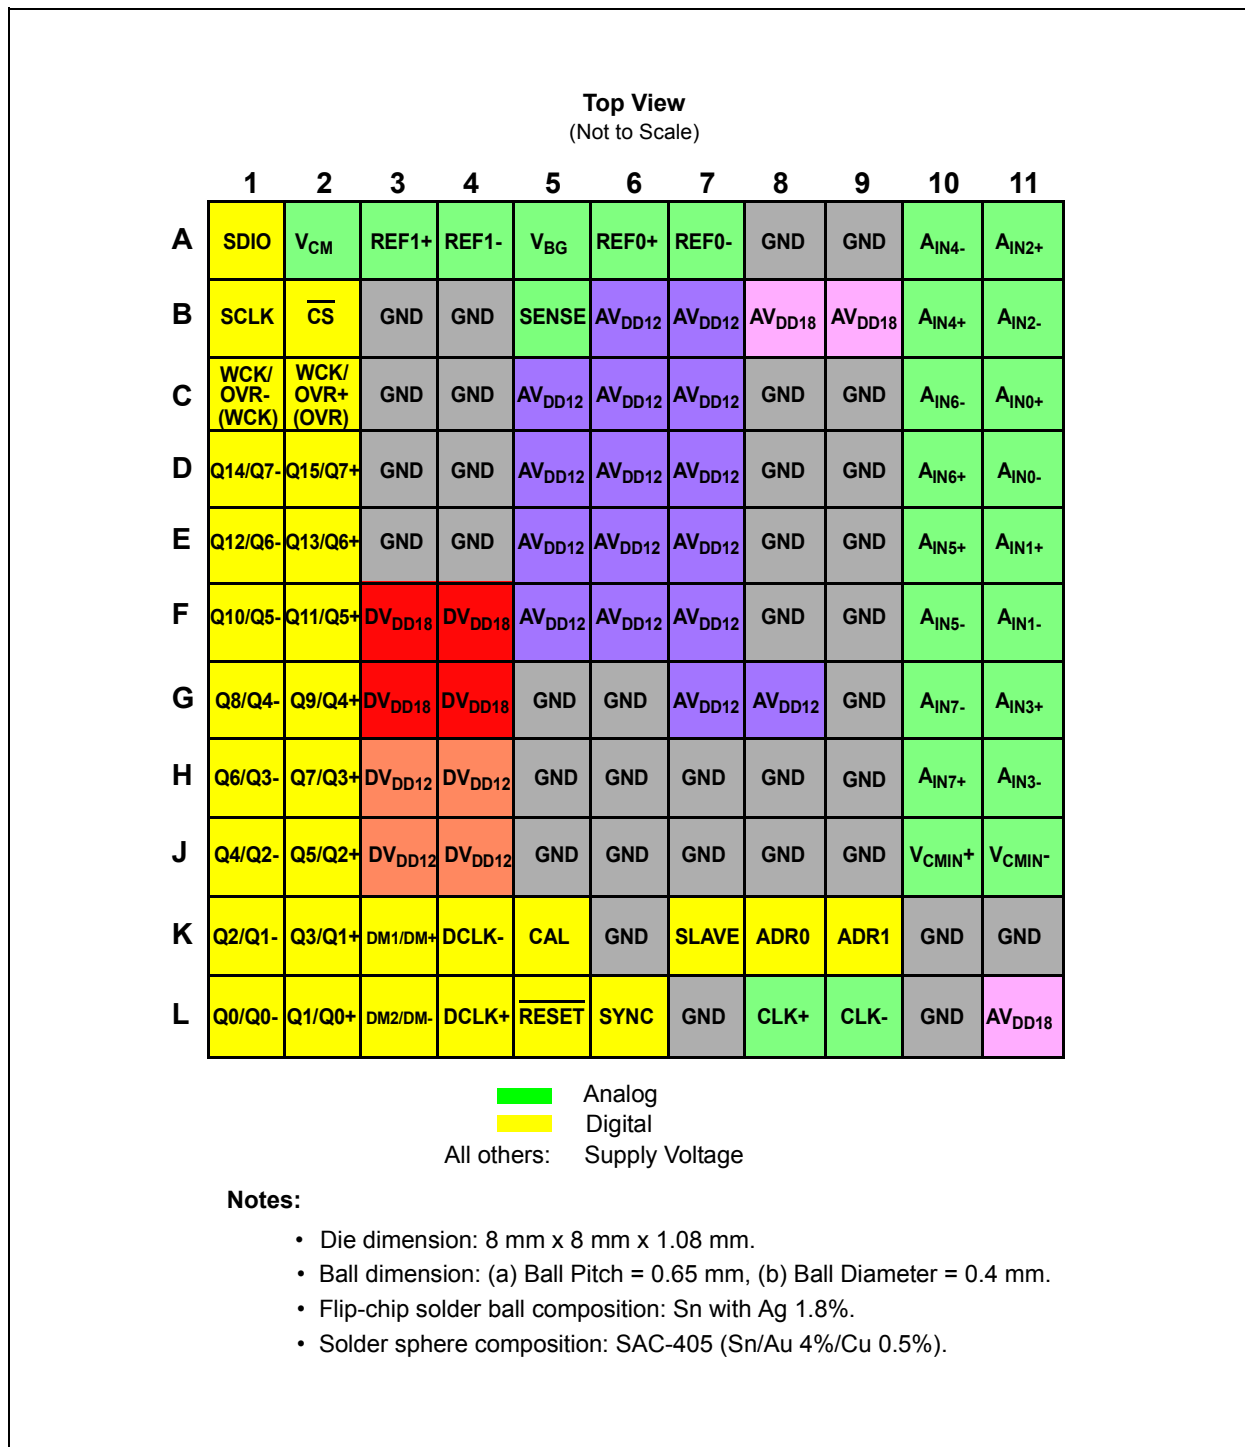 Top View
(Not to Scale)
1 2 3 4 5 6 7 8 9 10 11
A SDIO VCM REF1+ REF1- VBG REF0+ REF0- GND GND AIN4- AIN2+
B SCLK CS GND GND SENSE AVDD12 AVDD12 AVDD18 AVDD18 AIN4+ AIN2-
C WCK/OVR-(WCK) WCK/OVR+(OVR) GND GND AVDD12 AVDD12 AVDD12 GND GND AIN6- AIN0+
D Q14/Q7- Q15/Q7+ GND GND AVDD12 AVDD12 AVDD12 GND GND AIN6+ AIN0-
E Q12/Q6- Q13/Q6+ GND GND AVDD12 AVDD12 AVDD12 GND GND AIN5+ AIN1+
F Q10/Q5- Q11/Q5+ DVDD18 DVDD18 AVDD12 AVDD12 AVDD12 GND GND AIN5- AIN1-
G Q8/Q4- Q9/Q4+ DVDD18 DVDD18 GND GND AVDD12 AVDD12 GND AIN7- AIN3+
H Q6/Q3- Q7/Q3+ DVDD12 DVDD12 GND GND GND GND GND AIN7+ AIN3-
J Q4/Q2- Q5/Q2+ DVDD12 DVDD12 GND GND GND GND GND VCMIN+ VCMIN-
K Q2/Q1- Q3/Q1+ DM1/DM+ DCLK- CAL GND SLAVE ADR0 ADR1 GND GND
L Q0/Q0- Q1/Q0+ DM2/DM- DCLK+ RESET SYNC GND CLK+ CLK- GND AVDD18
Analog
Digital
All others: Supply Voltage
Notes:
• Die dimension: 8 mm x 8 mm x 1.08 mm.
• Ball dimension: (a) Ball Pitch = 0.65 mm, (b) Ball Diameter = 0.4 mm.
• Flip-chip solder ball composition: Sn with Ag 1.8%.
• Solder sphere composition: SAC-405 (Sn/Au 4%/Cu 0.5%).